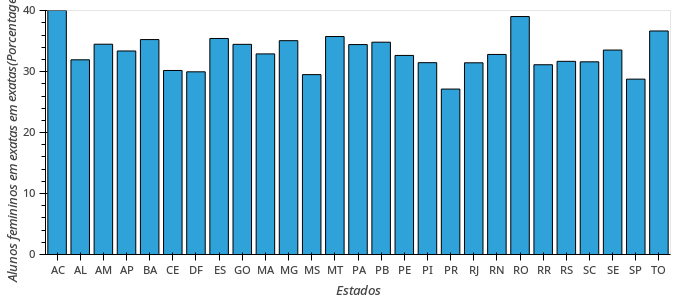 Alunos femininos em exatas em exatas(Porcentage
40
30
20
10
0
AC AL AM AP BA CE DF ES GO MA MG MS MT PA PB PE PI PR RJ RN RO RR RS SC SE SP TO
Estados